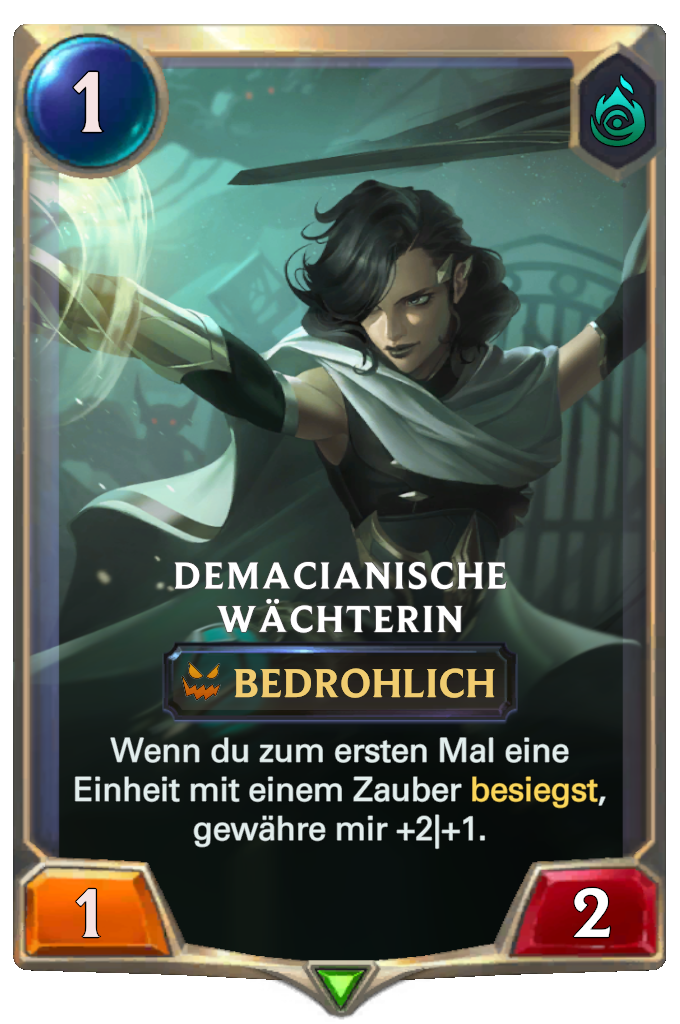 1
DEMACIANISCHE
WÄCHTERIN
BEDROHLICH
Wenn du zum ersten Mal eine
Einheit mit einem Zauber besiegst,
gewähre mir +2|+1.
1
2